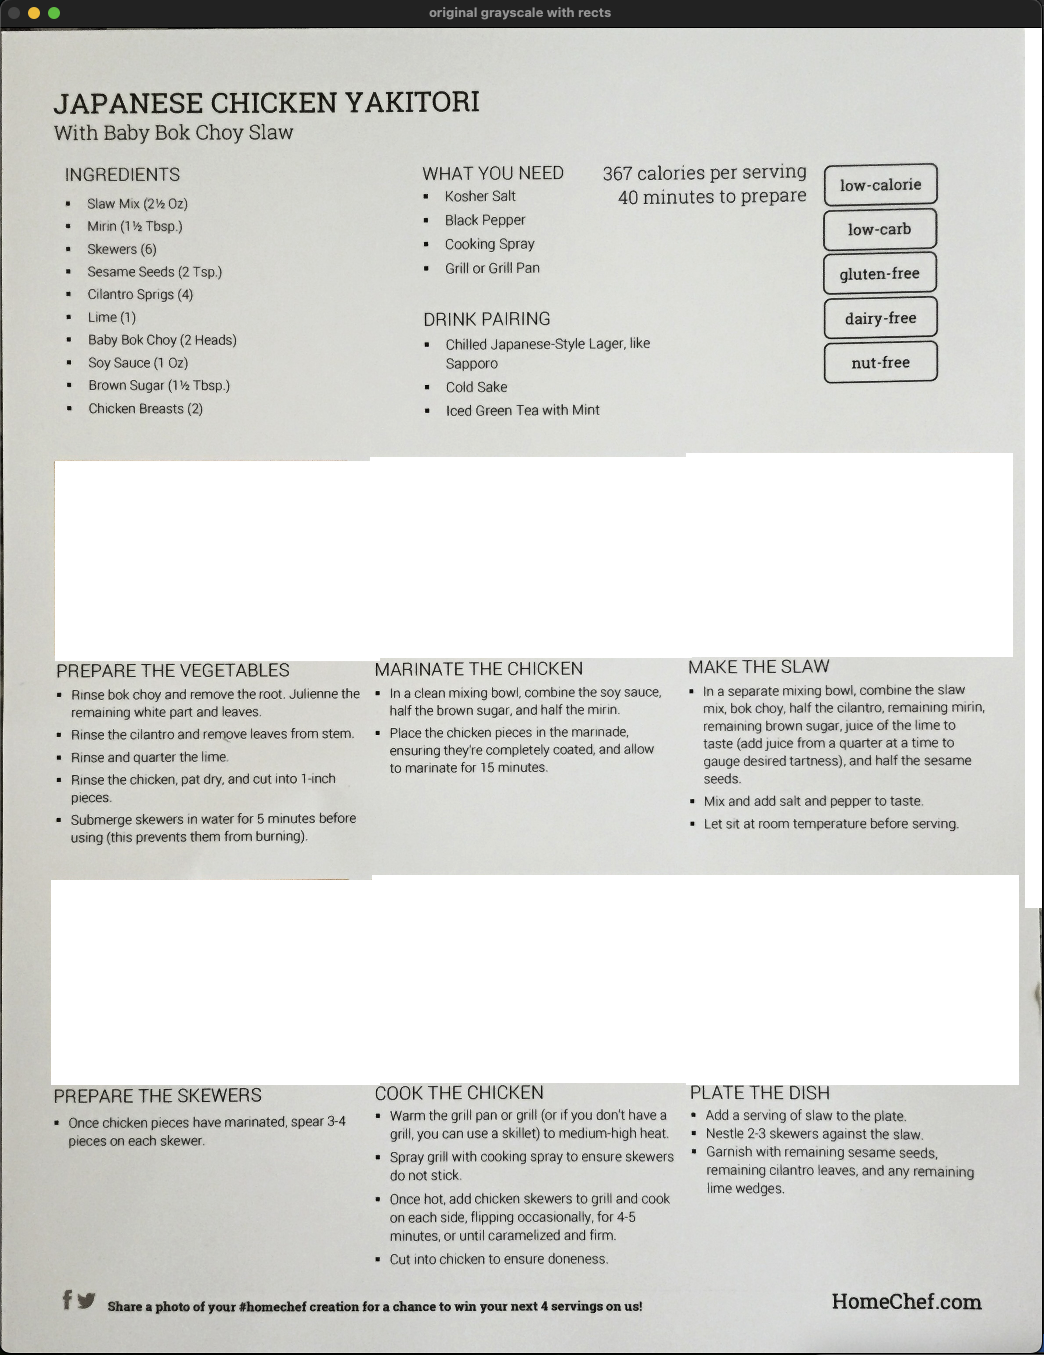 original grayscale with rects
JAPANESE CHICKEN YAKITORI
With Baby Bok Choy Slaw
INGREDIENTS
▪ Slaw Mix (2½ Oz)
▪ Mirin (1½ Tbsp.)
▪ Skewers (6)
▪ Sesame Seeds (2 Tsp.)
▪ Cilantro Sprigs (4)
▪ Lime (1)
▪ Baby Bok Choy (2 Heads)
▪ Soy Sauce (1 Oz)
▪ Brown Sugar (1½ Tbsp.)
▪ Chicken Breasts (2)
WHAT YOU NEED
▪ Kosher Salt
▪ Black Pepper
▪ Cooking Spray
▪ Grill or Grill Pan
DRINK PAIRING
▪ Chilled Japanese-Style Lager, like
Sapporo
▪ Cold Sake
▪ Iced Green Tea with Mint
367 calories per serving
40 minutes to prepare
low-calorie
low-carb
gluten-free
dairy-free
nut-free
PREPARE THE VEGETABLES
▪ Rinse bok choy and remove the root. Julienne the
remaining white part and leaves.
▪ Rinse the cilantro and remove leaves from stem.
▪ Rinse and quarter the lime.
▪ Rinse the chicken, pat dry, and cut into 1-inch
pieces.
▪ Submerge skewers in water for 5 minutes before
using (this prevents them from burning).
MARINATE THE CHICKEN
▪ In a clean mixing bowl, combine the soy sauce,
half the brown sugar, and half the mirin.
▪ Place the chicken pieces in the marinade,
ensuring they're completely coated, and allow
to marinate for 15 minutes.
MAKE THE SLAW
▪ In a separate mixing bowl, combine the slaw
mix, bok choy, half the cilantro, remaining mirin,
remaining brown sugar, juice of the lime to
taste (add juice from a quarter at a time to
gauge desired tartness), and half the sesame
seeds.
▪ Mix and add salt and pepper to taste.
▪ Let sit at room temperature before serving.
PREPARE THE SKEWERS
▪ Once chicken pieces have marinated, spear 3-4
pieces on each skewer.
COOK THE CHICKEN
▪ Warm the grill pan or grill (or if you don't have a
grill, you can use a skillet) to medium-high heat.
▪ Spray grill with cooking spray to ensure skewers
do not stick.
▪ Once hot, add chicken skewers to grill and cook
on each side, flipping occasionally, for 4-5
minutes, or until caramelized and firm.
▪ Cut into chicken to ensure doneness.
PLATE THE DISH
▪ Add a serving of slaw to the plate.
▪ Nestle 2-3 skewers against the slaw.
▪ Garnish with remaining sesame seeds,
remaining cilantro leaves, and any remaining
lime wedges.
Share a photo of your #homechef creation for a chance to win your next 4 servings on us!
HomeChef.com